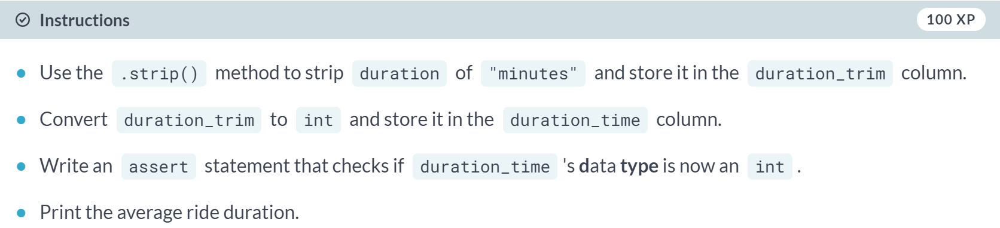 Instructions
100 XP
Use the .strip() method to strip duration of "minutes" and store it in the duration_trim column.
Convert duration_trim to int and store it in the duration_time column.
Write an assert statement that checks if duration_time 's data type is now an int .
Print the average ride duration.